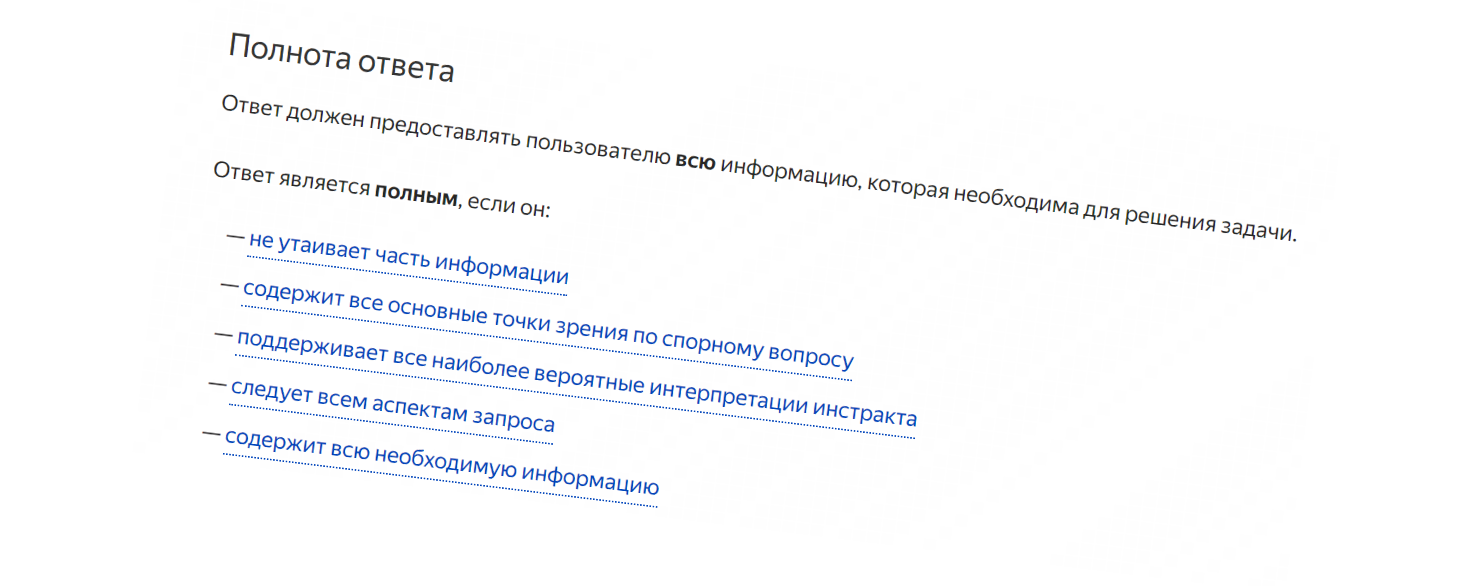 Полнота ответа
Ответ должен предоставлять пользователю всю информацию, которая необходима для решения задачи.
Ответ является полным, если он:
— не утаивает часть информации
— содержит все основные точки зрения по спорному вопросу
— поддерживает все наиболее вероятные интерпретации инстракта
— следует всем аспектам запроса
— содержит всю необходимую информацию